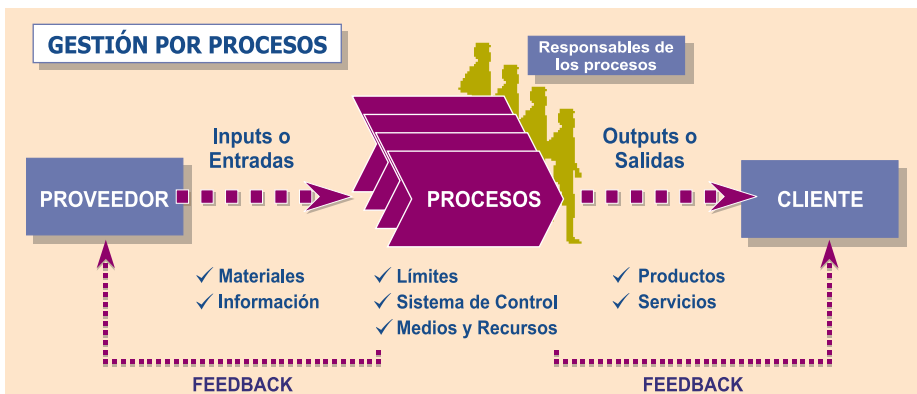 GESTIÓN POR PROCESOS
Responsables de
los procesos
Inputs o
Entradas
Outputs o
Salidas
PROVEEDOR
PROCESOS
CLIENTE
✓ Materiales
✓ Información
✓ Límites
✓ Sistema de Control
✓ Medios y Recursos
✓ Productos
✓ Servicios
FEEDBACK
FEEDBACK